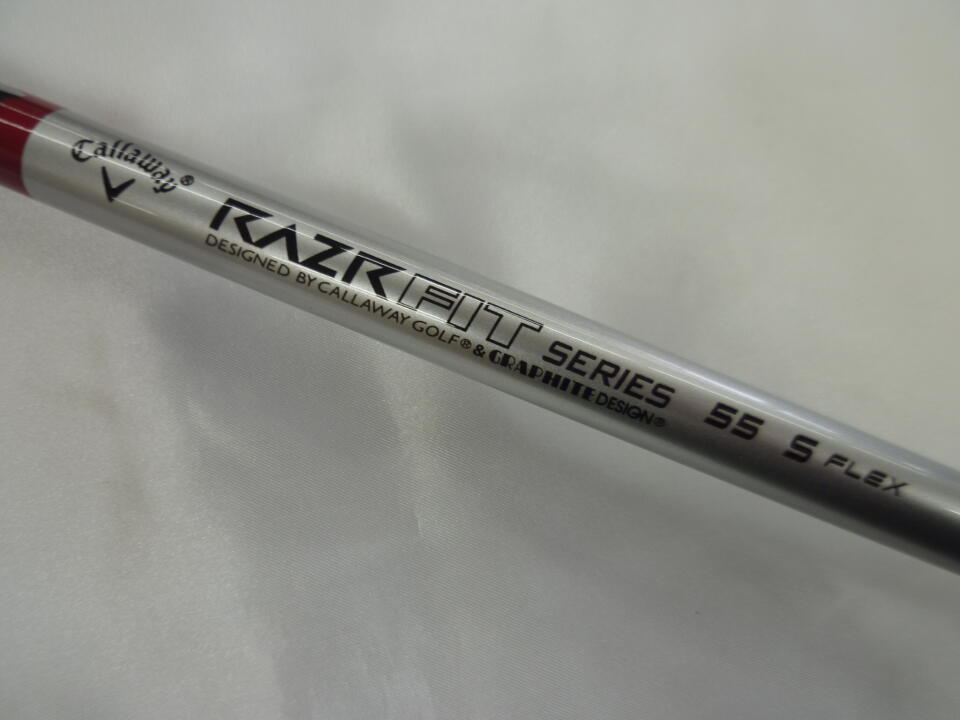 Callaway®
RAZR FIT SERIES 55 S FLEX
DESIGNED BY CALLAWAY GOLF® & GRAPHITE DESIGN®